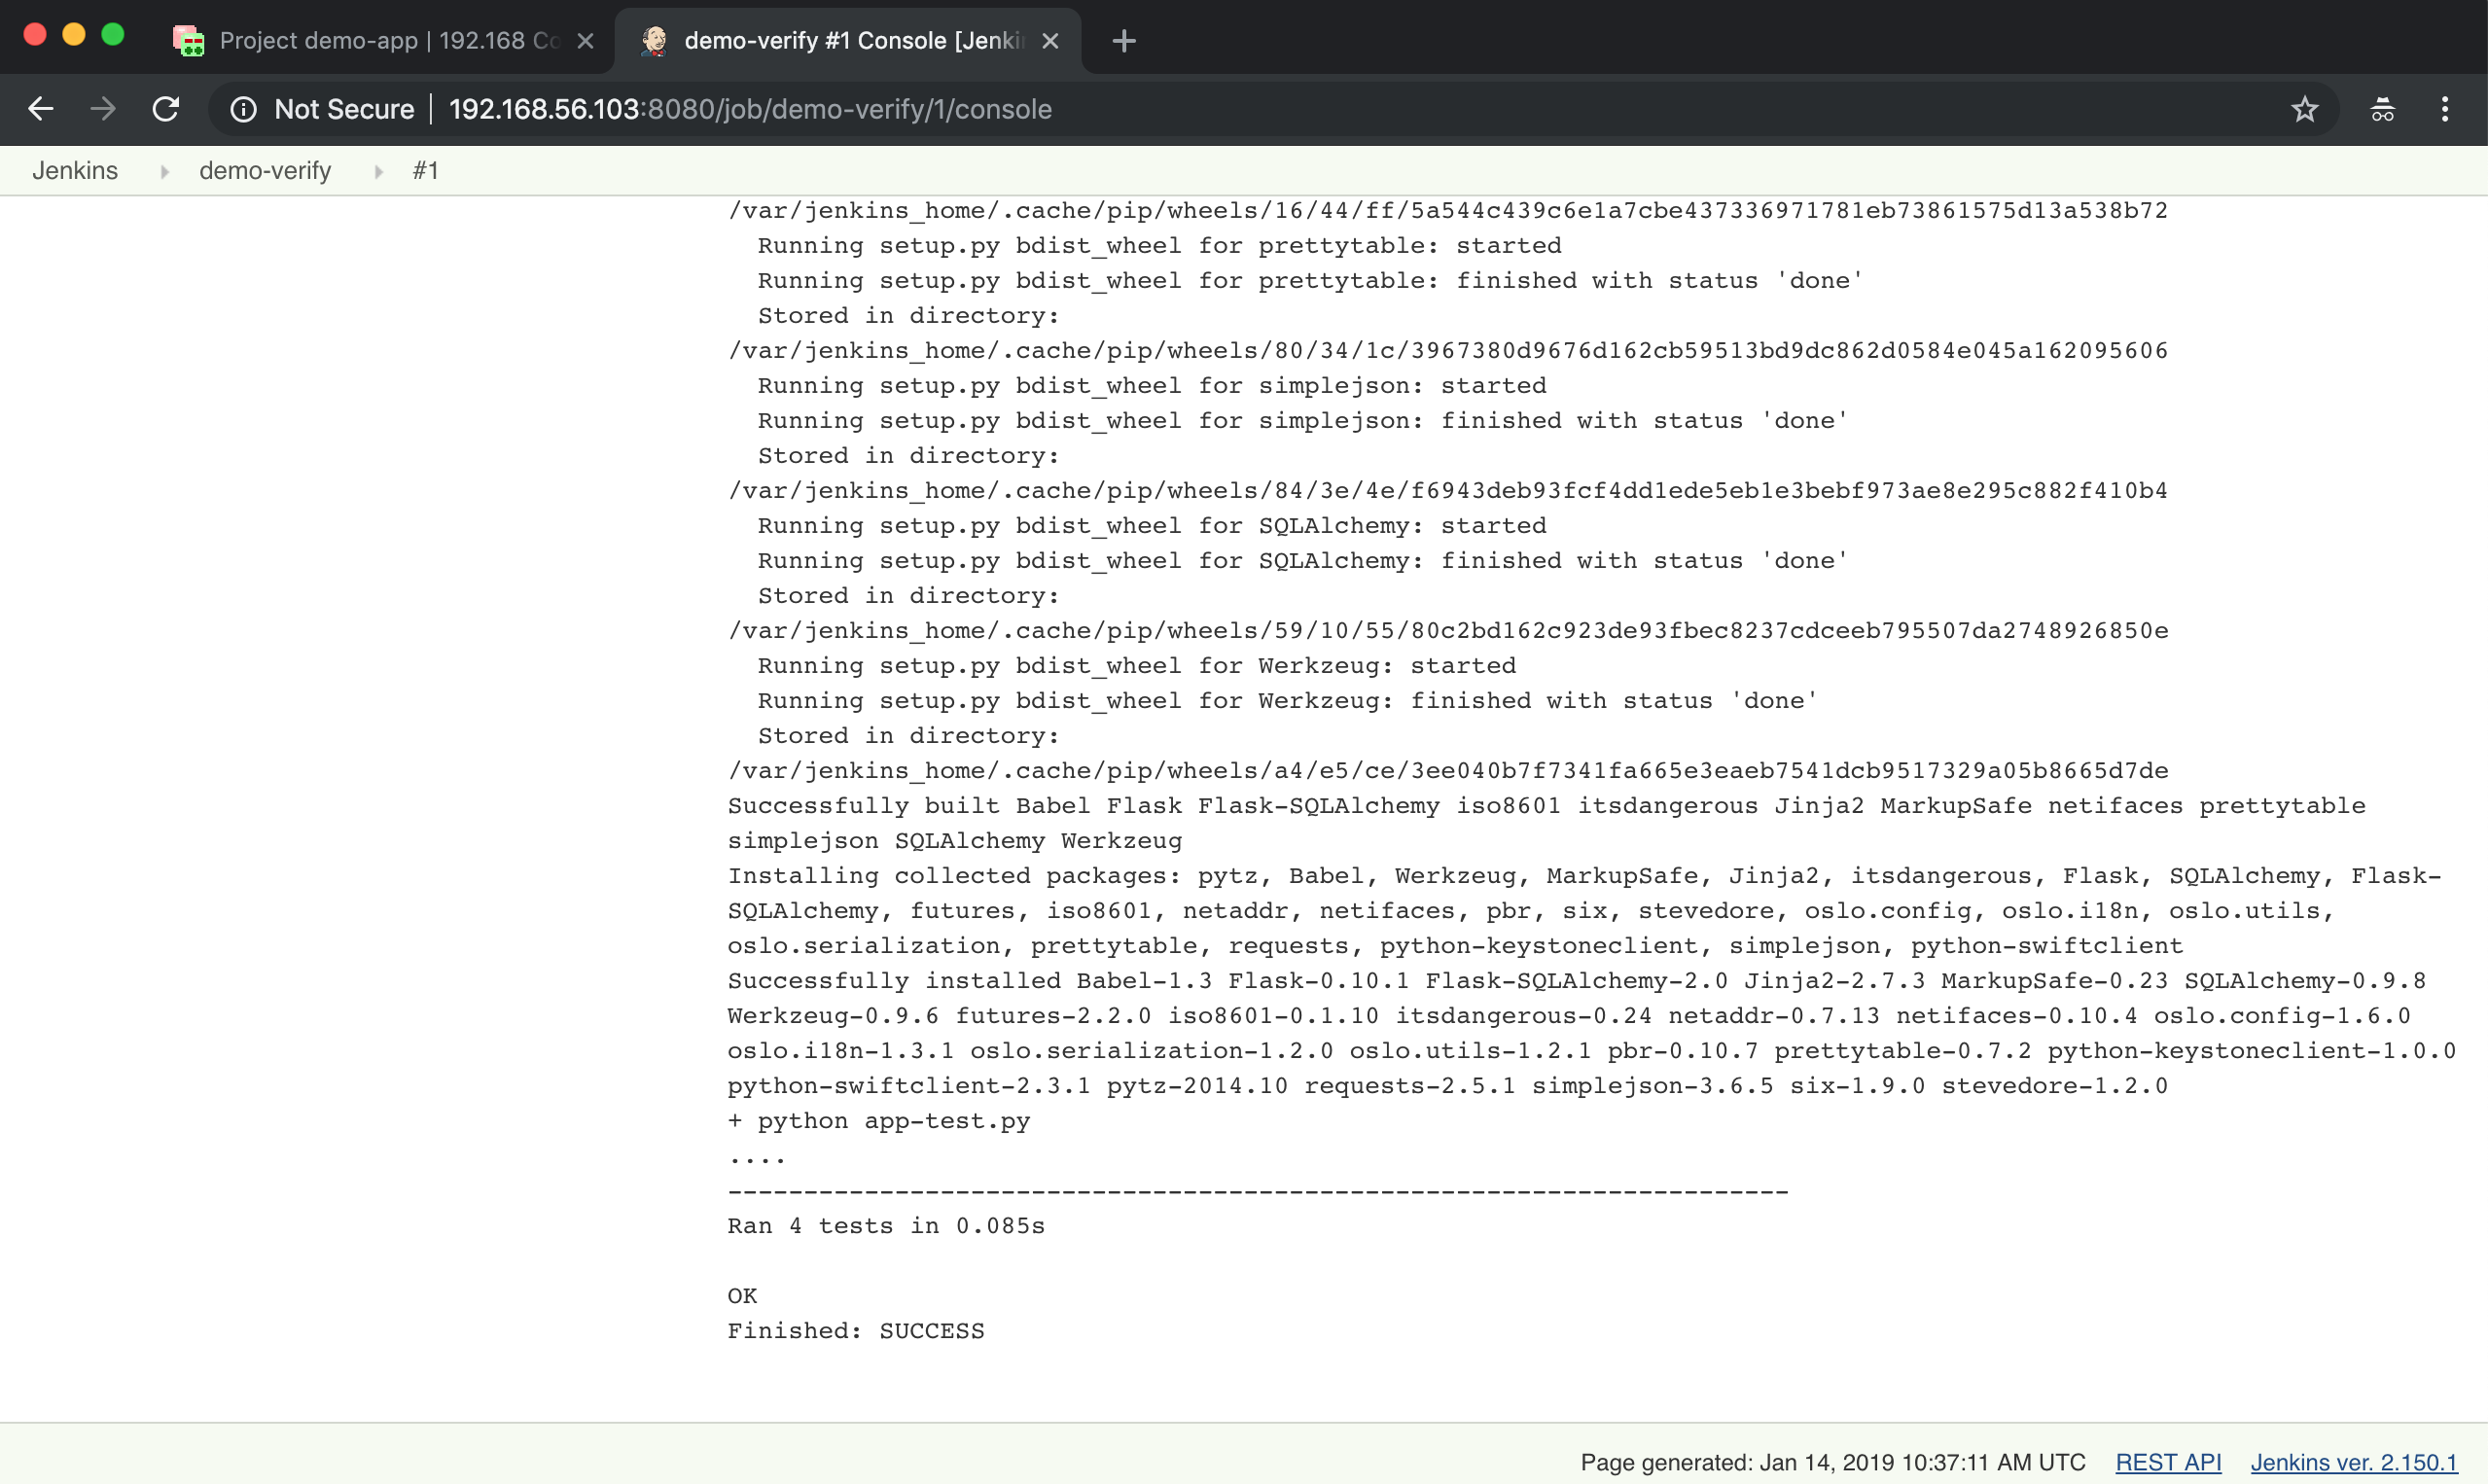 Project demo-app | 192.168 Co
demo-verify #1 Console [Jenki
Not Secure | 192.168.56.103:8080/job/demo-verify/1/console
Jenkins demo-verify #1
/var/jenkins_home/.cache/pip/wheels/16/44/ff/5a544c439c6e1a7cbe437336971781eb73861575d13a538b72
Running setup.py bdist_wheel for prettytable: started
Running setup.py bdist_wheel for prettytable: finished with status 'done'
Stored in directory:
/var/jenkins_home/.cache/pip/wheels/80/34/1c/3967380d9676d162cb59513bd9dc862d0584e045a162095606
Running setup.py bdist_wheel for simplejson: started
Running setup.py bdist_wheel for simplejson: finished with status 'done'
Stored in directory:
/var/jenkins_home/.cache/pip/wheels/84/3e/4e/f6943deb93fcf4dd1ede5eb1e3bebf973ae8e295c882f410b4
Running setup.py bdist_wheel for SQLAlchemy: started
Running setup.py bdist_wheel for SQLAlchemy: finished with status 'done'
Stored in directory:
/var/jenkins_home/.cache/pip/wheels/59/10/55/80c2bd162c923de93fbec8237cdceeb795507da2748926850e
Running setup.py bdist_wheel for Werkzeug: started
Running setup.py bdist_wheel for Werkzeug: finished with status 'done'
Stored in directory:
/var/jenkins_home/.cache/pip/wheels/a4/e5/ce/3ee040b7f7341fa665e3eaeb7541dcb9517329a05b8665d7de
Successfully built Babel Flask Flask-SQLAlchemy iso8601 itsdangerous Jinja2 MarkupSafe netifaces prettytable
simplejson SQLAlchemy Werkzeug
Installing collected packages: pytz, Babel, Werkzeug, MarkupSafe, Jinja2, itsdangerous, Flask, SQLAlchemy, Flask-
SQLAlchemy, futures, iso8601, netaddr, netifaces, pbr, six, stevedore, oslo.config, oslo.i18n, oslo.utils,
oslo.serialization, prettytable, requests, python-keystoneclient, simplejson, python-swiftclient
Successfully installed Babel-1.3 Flask-0.10.1 Flask-SQLAlchemy-2.0 Jinja2-2.7.3 MarkupSafe-0.23 SQLAlchemy-0.9.8
Werkzeug-0.9.6 futures-2.2.0 iso8601-0.1.10 itsdangerous-0.24 netaddr-0.7.13 netifaces-0.10.4 oslo.config-1.6.0
oslo.i18n-1.3.1 oslo.serialization-1.2.0 oslo.utils-1.2.1 pbr-0.10.7 prettytable-0.7.2 python-keystoneclient-1.0.0
python-swiftclient-2.3.1 pytz-2014.10 requests-2.5.1 simplejson-3.6.5 six-1.9.0 stevedore-1.2.0
+ python app-test.py
....
----------------------------------------------------------------------
Ran 4 tests in 0.085s
OK
Finished: SUCCESS
Page generated: Jan 14, 2019 10:37:11 AM UTC REST API Jenkins ver. 2.150.1